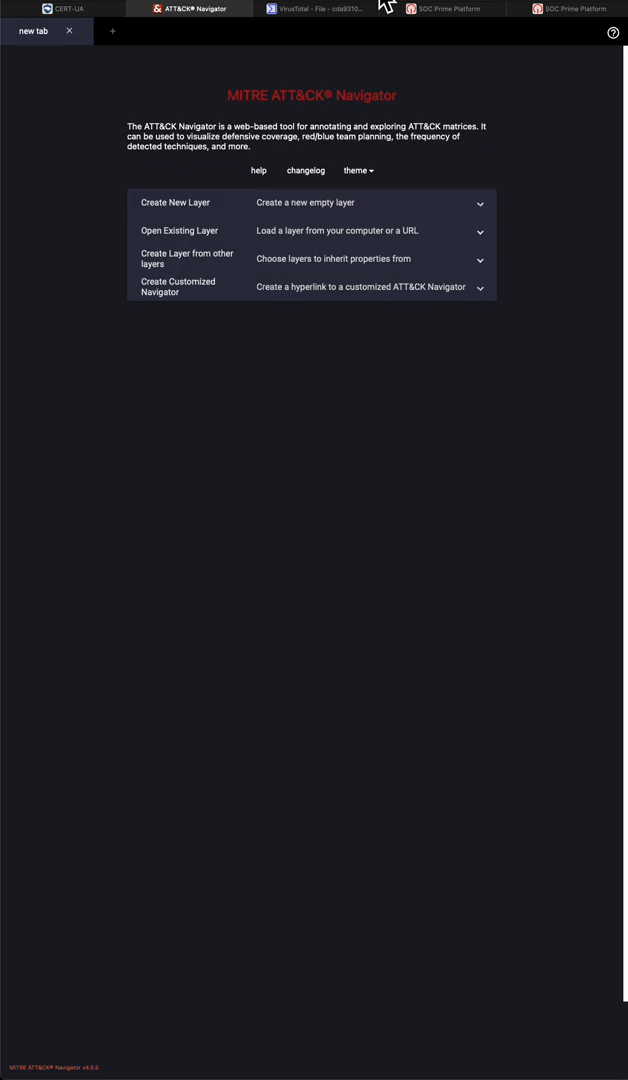 CERT-UA
ATT&CK® Navigator
VirusTotal - File - cda9310...
SOC Prime Platform
SOC Prime Platform
new tab
MITRE ATT&CK® Navigator
The ATT&CK Navigator is a web-based tool for annotating and exploring ATT&CK matrices. It
can be used to visualize defensive coverage, red/blue team planning, the frequency of
detected techniques, and more.
help changelog theme
Create New Layer Create a new empty layer
Open Existing Layer Load a layer from your computer or a URL
Create Layer from other
layers
Choose layers to inherit properties from
Create Customized
Navigator
Create a hyperlink to a customized ATT&CK Navigator
MITRE ATT&CK® Navigator v4.5.5